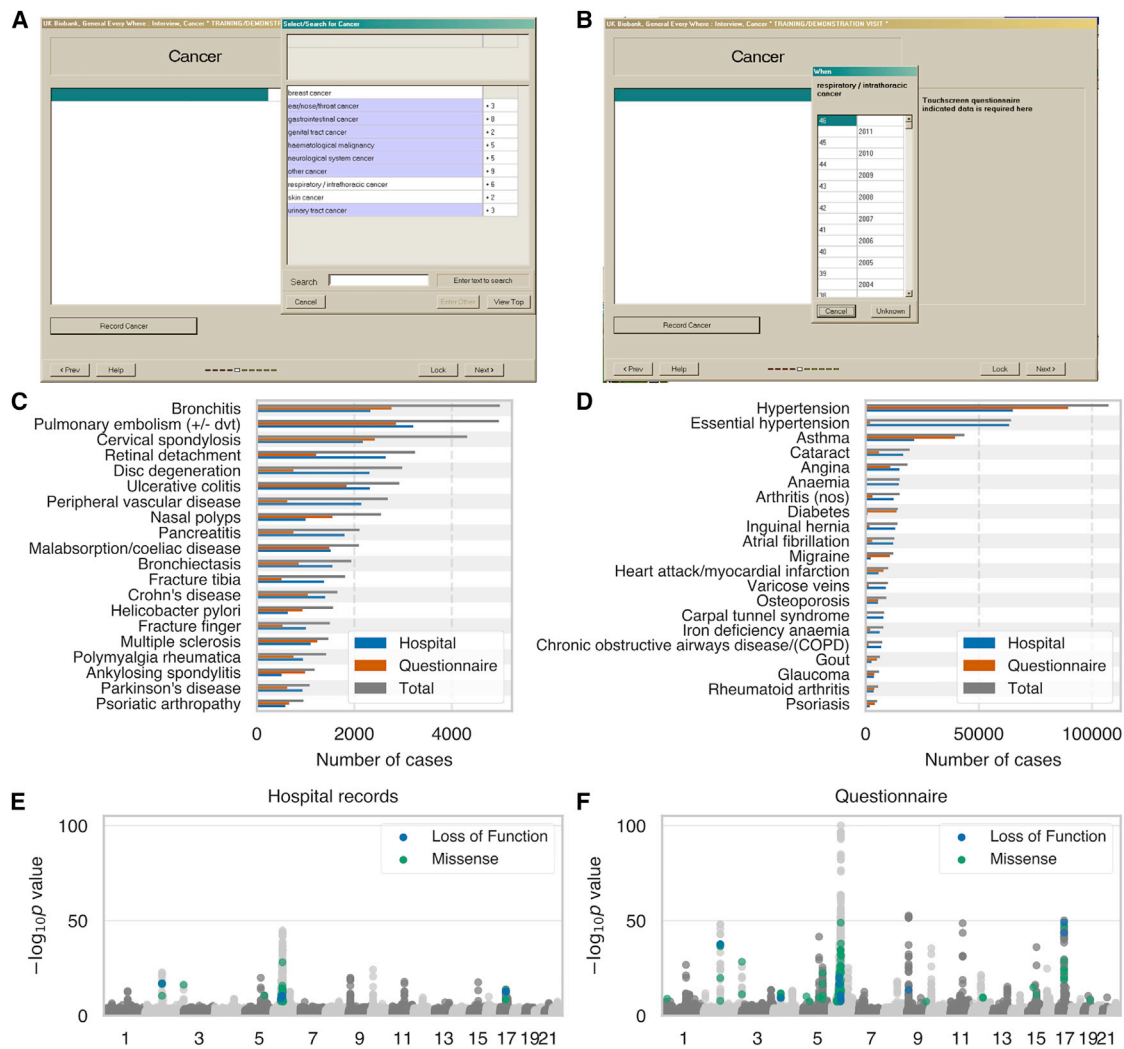 A
UK Biobank, General Every Where : Interview, Cancer * TRAINING/DEMONST
Select/Search for Cancer
Cancer
breast cancer
ear/nose/throat cancer + 3
gastrointestinal cancer + 8
genital tract cancer + 2
haematological malignancy + 5
neurological system cancer + 5
other cancer + 9
respiratory / intrathoracic cancer + 6
skin cancer + 2
urinary tract cancer + 3
Search Enter text to search
Cancel Enter Other View Top
Record Cancer
< Prev Help Lock Next >
B
UK Biobank, General Every Where : Interview, Cancer * TRAINING/DEMONSTRATION VISIT *
Cancer
When
respiratory / intrathoracic
cancer
Touchscreen questionnaire
indicated data is required here
46
2011
45
2010
44
2009
43
2008
42
2007
41
2006
40
2005
39
2004
38
Cancel Unknown
Record Cancer
< Prev Help Lock Next >
C
Bronchitis
Pulmonary embolism (+/- dvt)
Cervical spondylosis
Retinal detachment
Disc degeneration
Ulcerative colitis
Peripheral vascular disease
Nasal polyps
Pancreatitis
Malabsorption/coeliac disease
Bronchiectasis
Fracture tibia
Crohn's disease
Helicobacter pylori
Fracture finger
Multiple sclerosis
Polymyalgia rheumatica
Ankylosing spondylitis
Parkinson's disease
Psoriatic arthropathy
Hospital
Questionnaire
Total
0 2000 4000
Number of cases
D
Hypertension
Essential hypertension
Asthma
Cataract
Angina
Anaemia
Arthritis (nos)
Diabetes
Inguinal hernia
Atrial fibrillation
Migraine
Heart attack/myocardial infarction
Varicose veins
Osteoporosis
Carpal tunnel syndrome
Iron deficiency anaemia
Chronic obstructive airways disease/(COPD)
Gout
Glaucoma
Rheumatoid arthritis
Psoriasis
Hospital
Questionnaire
Total
0 50000 100000
Number of cases
E
Hospital records
Loss of Function
Missense
−log₁₀p value
100
50
0
1 3 5 7 9 11 13 15 17 19 21
F
Questionnaire
Loss of Function
Missense
−log₁₀p value
100
50
0
1 3 5 7 9 11 13 15 17 19 21